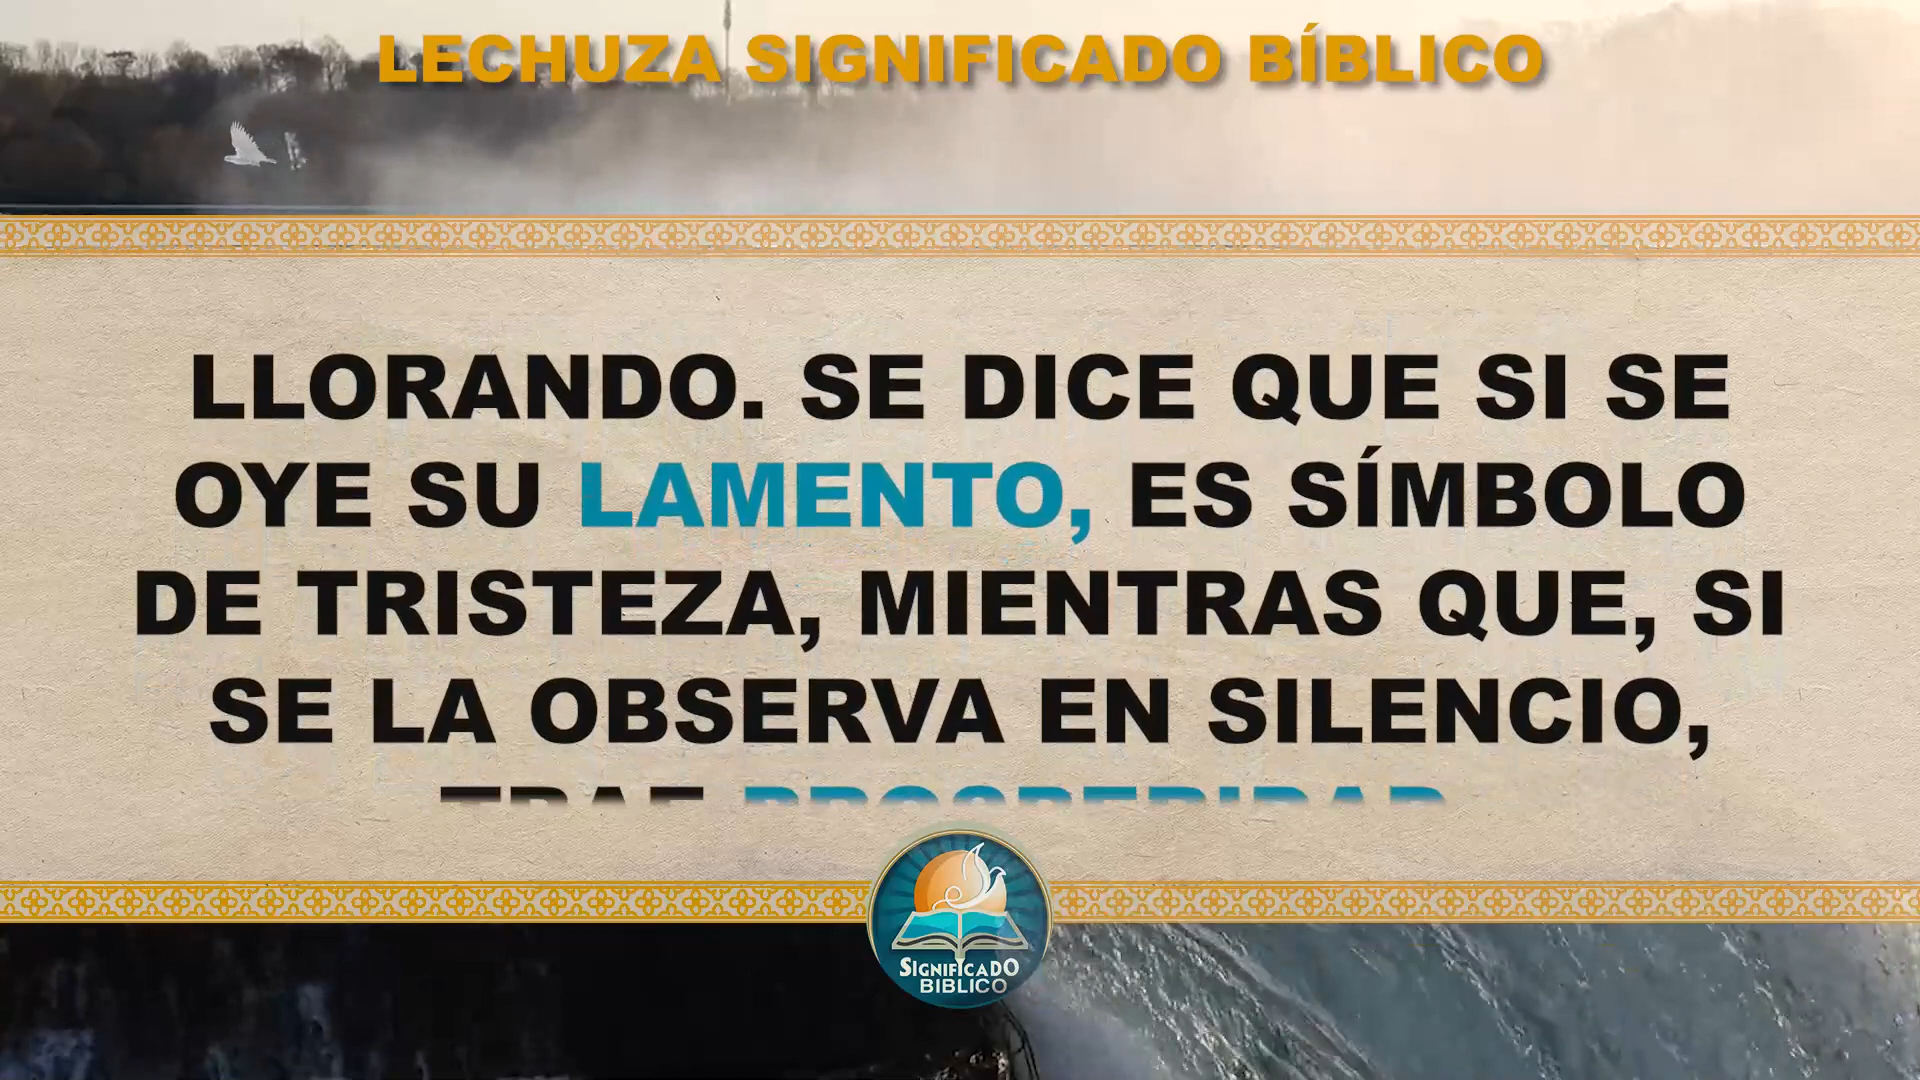 LECHUZA SIGNIFICADO BÍBLICO
LLORANDO. SE DICE QUE SI SE
OYE SU LAMENTO, ES SÍMBOLO
DE TRISTEZA, MIENTRAS QUE, SI
SE LA OBSERVA EN SILENCIO,
SIGNIFICADO
BIBLICO